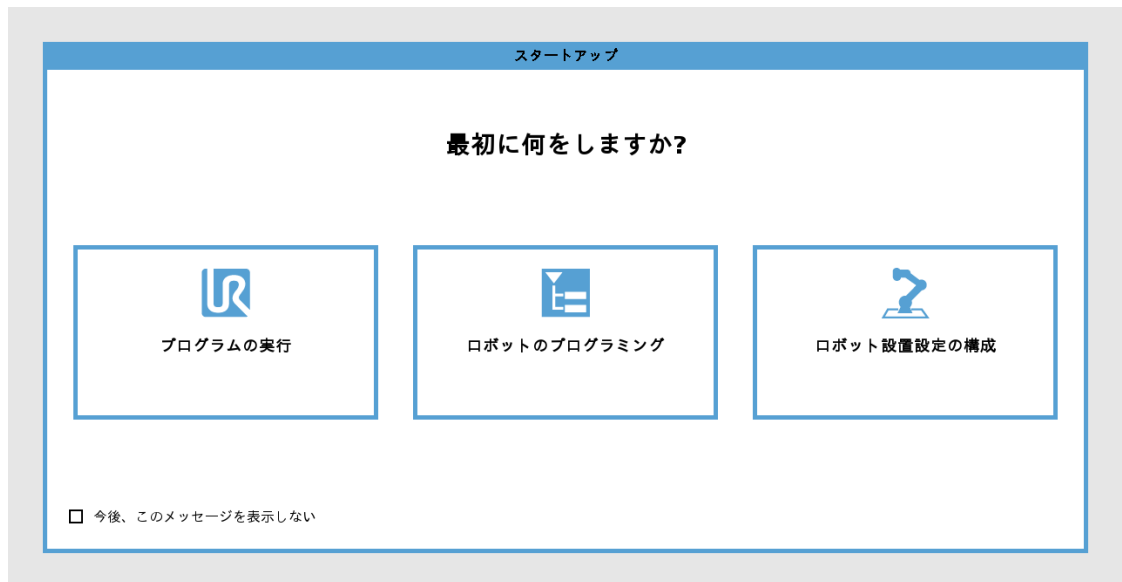 スタートアップ
最初に何をしますか?
プログラムの実行
ロボットのプログラミング
ロボット設置設定の構成
今後、このメッセージを表示しない